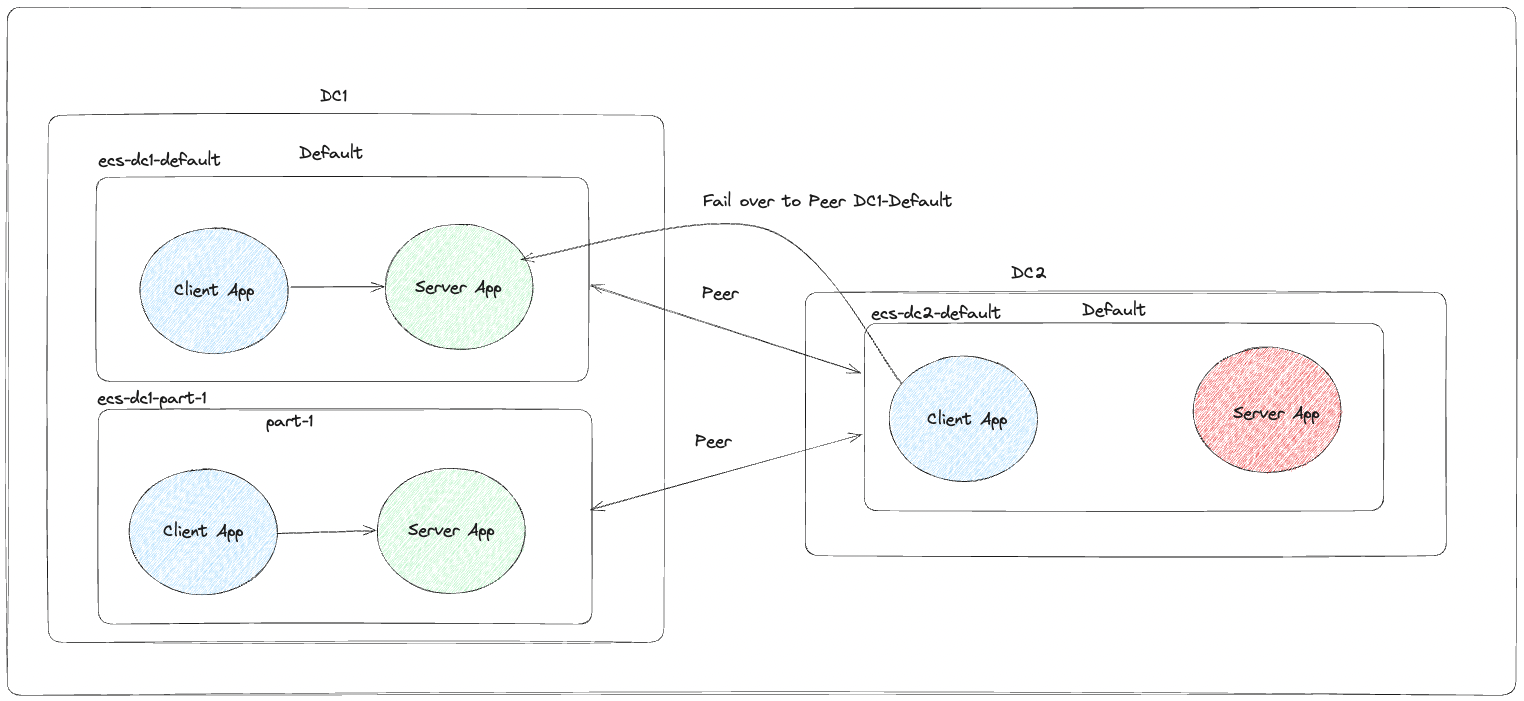 DC1
ecs-dc1-default
Default
Client App
Server App
ecs-dc1-part-1
part-1
Client App
Server App
Fail over to Peer DC1-Default
Peer
Peer
DC2
ecs-dc2-default
Default
Client App
Server App